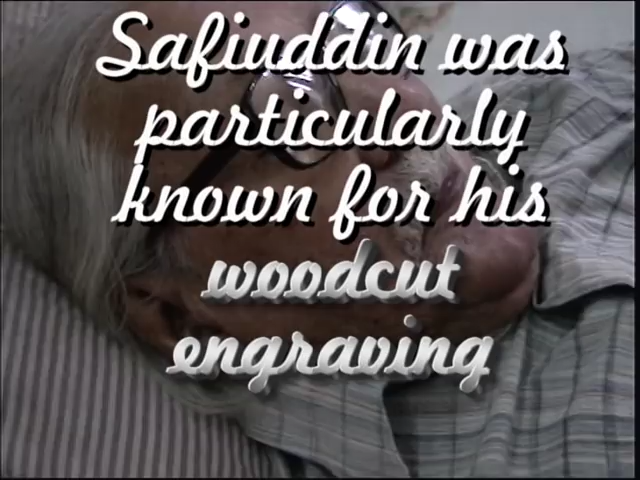 Safiuddin was
particularly
known for his
woodcut
engraving